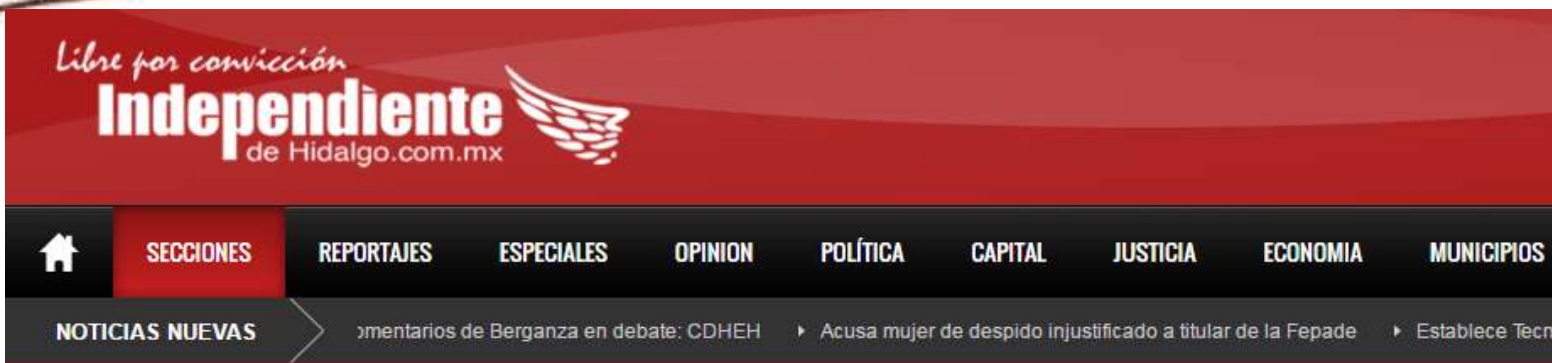 Libre por convicción
Independiente
de Hidalgo.com.mx
SECCIONES REPORTAJES ESPECIALES OPINION POLÍTICA CAPITAL JUSTICIA ECONOMIA MUNICIPIOS
NOTICIAS NUEVAS de Berganza en debate: CDHEH Acusa mujer de despido injustificado a titular de la Fepade Establece